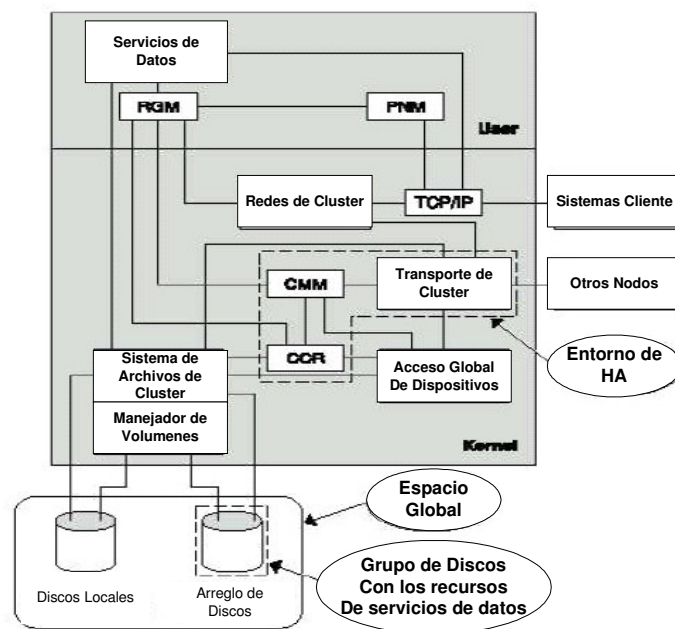 Servicios de
Datos
RGM
PNM
User
Redes de Cluster
TCP/IP
Sistemas Cliente
CMM
Transporte de
Cluster
Otros Nodos
CCR
Sistema de
Archivos de
Cluster
Acceso Global
De Dispositivos
Entorno de
HA
Manejador de
Volumenes
Kernel
Espacio
Global
Discos Locales
Arreglo de
Discos
Grupo de Discos
Con los recursos
De servicios de datos